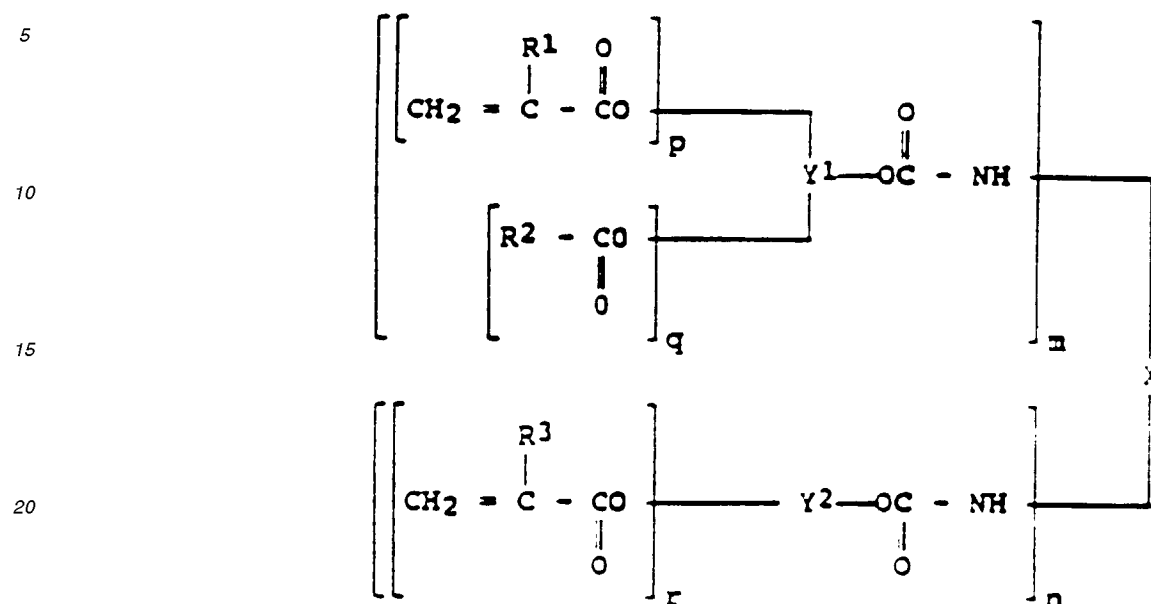 5
R1 O
CH2 = C - CO
p
O
Y1 OC - NH
10
R2 - CO
O
q
m
15
X
R3
20
CH2 = C - CO Y2 OC - NH
O O
r n